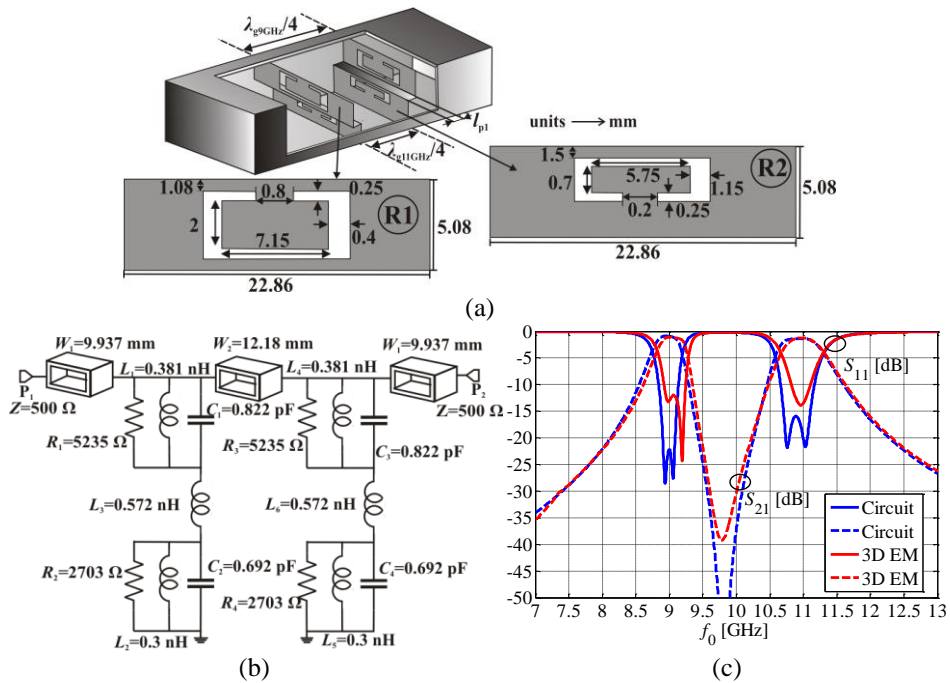 λg9GHz/4
lp1
λg11GHz/4
units → mm
1.08
0.8
0.25
R1
2
7.15
0.4
5.08
22.86
1.5
5.75
R2
0.7
1.15
0.2
0.25
5.08
22.86
(a)
W1=9.937 mm
W2=12.18 mm
W1=9.937 mm
L1=0.381 nH
L4=0.381 nH
P1
P2
Z=500 Ω
Z=500 Ω
C1=0.822 pF
R1=5235 Ω
R3=5235 Ω
C3=0.822 pF
L3=0.572 nH
L6=0.572 nH
R2=2703 Ω
C2=0.692 pF
C4=0.692 pF
R4=2703 Ω
L2=0.3 nH
L5=0.3 nH
(b)
0
-5
-10
-15
-20
-25
-30
-35
-40
-45
-50
S11 [dB]
S21 [dB]
Circuit
Circuit
3D EM
3D EM
7 7.5 8 8.5 9 9.5 10 10.5 11 11.5 12 12.5 13
f0 [GHz]
(c)